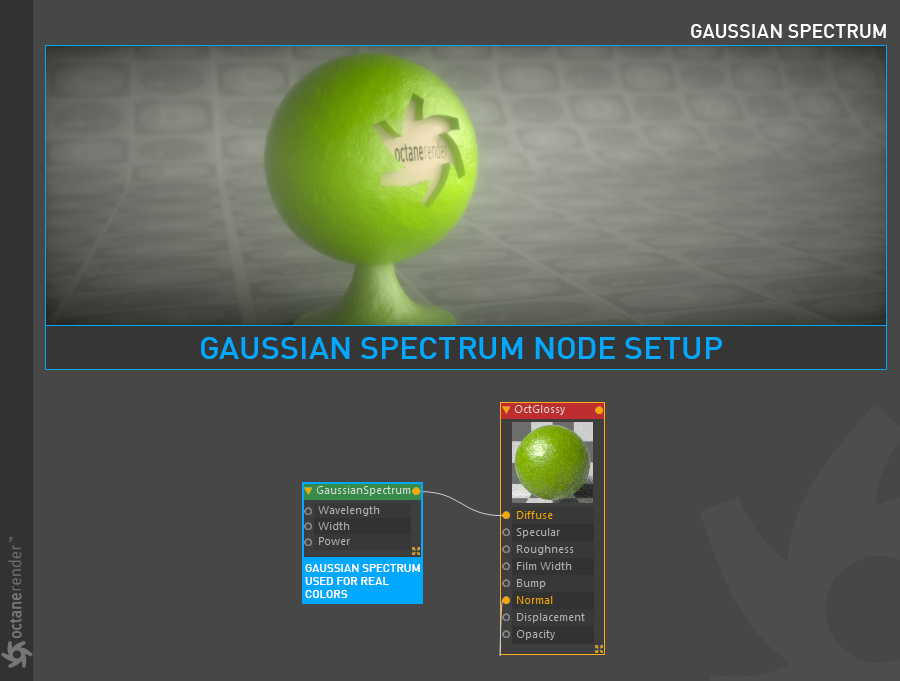 GAUSSIAN SPECTRUM
octanerender
GAUSSIAN SPECTRUM NODE SETUP
OctGlossy
GaussianSpectrum
Wavelength
Width
Power
GAUSSIAN SPECTRUM
USED FOR REAL
COLORS
Diffuse
Specular
Roughness
Film Width
Bump
Normal
Displacement
Opacity
octanerender™